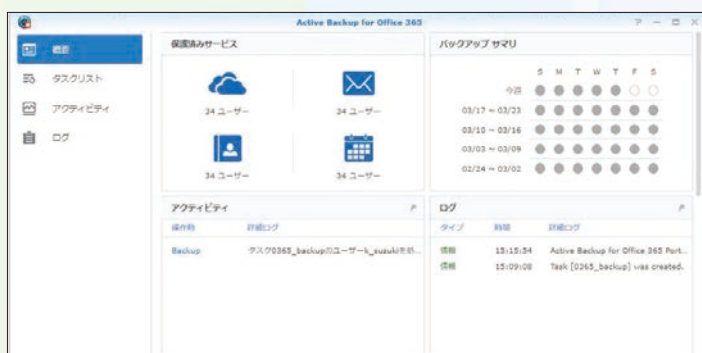 Active Backup for Office 365
概要
タスクリスト
アクティビティ
ログ
保護済みサービス
34 ユーザー
34 ユーザー
34 ユーザー
34 ユーザー
バックアップ サマリ
S M T W T F S
今週
03/17 ~ 03/23
03/10 ~ 03/16
03/03 ~ 03/09
02/24 ~ 03/02
アクティビティ
操作時 詳細ログ
Backup タスク0365_backupのユーザーk_suzukiを処...
ログ
タイプ 時間 詳細ログ
情報 15:15:54 Active Backup for Office 365 Port...
情報 15:09:08 Task [0365_backup] was created.